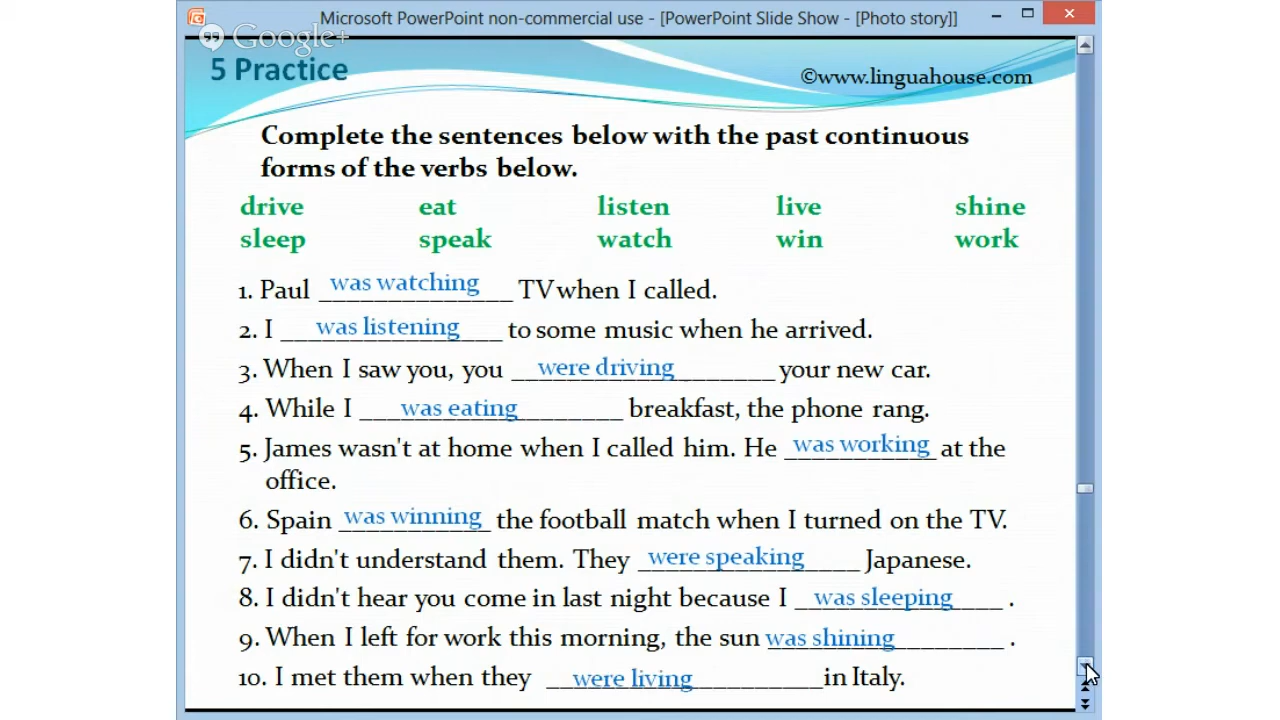 Microsoft PowerPoint non-commercial use - [PowerPoint Slide Show - [Photo story]]
Google+
5 Practice
©www.linguahouse.com
Complete the sentences below with the past continuous
forms of the verbs below.
drive eat listen live shine
sleep speak watch win work
1. Paul was watching TV when I called.
2. I was listening to some music when he arrived.
3. When I saw you, you were driving your new car.
4. While I was eating breakfast, the phone rang.
5. James wasn't at home when I called him. He was working at the
office.
6. Spain was winning the football match when I turned on the TV.
7. I didn't understand them. They were speaking Japanese.
8. I didn't hear you come in last night because I was sleeping .
9. When I left for work this morning, the sun was shining .
10. I met them when they were living in Italy.